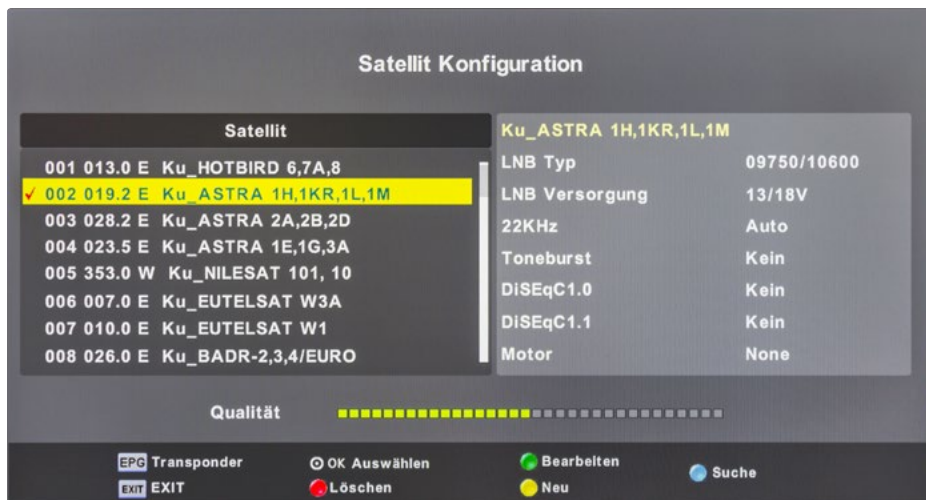 Satellit Konfiguration
Satellit
001 013.0 E Ku_HOTBIRD 6,7A,8
002 019.2 E Ku_ASTRA 1H,1KR,1L,1M
003 028.2 E Ku_ASTRA 2A,2B,2D
004 023.5 E Ku_ASTRA 1E,1G,3A
005 353.0 W Ku_NILESAT 101, 10
006 007.0 E Ku_EUTELSAT W3A
007 010.0 E Ku_EUTELSAT W1
008 026.0 E Ku_BADR-2,3,4/EURO
Ku_ASTRA 1H,1KR,1L,1M
LNB Typ 09750/10600
LNB Versorgung 13/18V
22KHz Auto
Toneburst Kein
DiSEqC1.0 Kein
DiSEqC1.1 Kein
Motor None
Qualität
EPG Transponder OK Auswählen Bearbeiten Suche
EXIT EXIT Löschen Neu